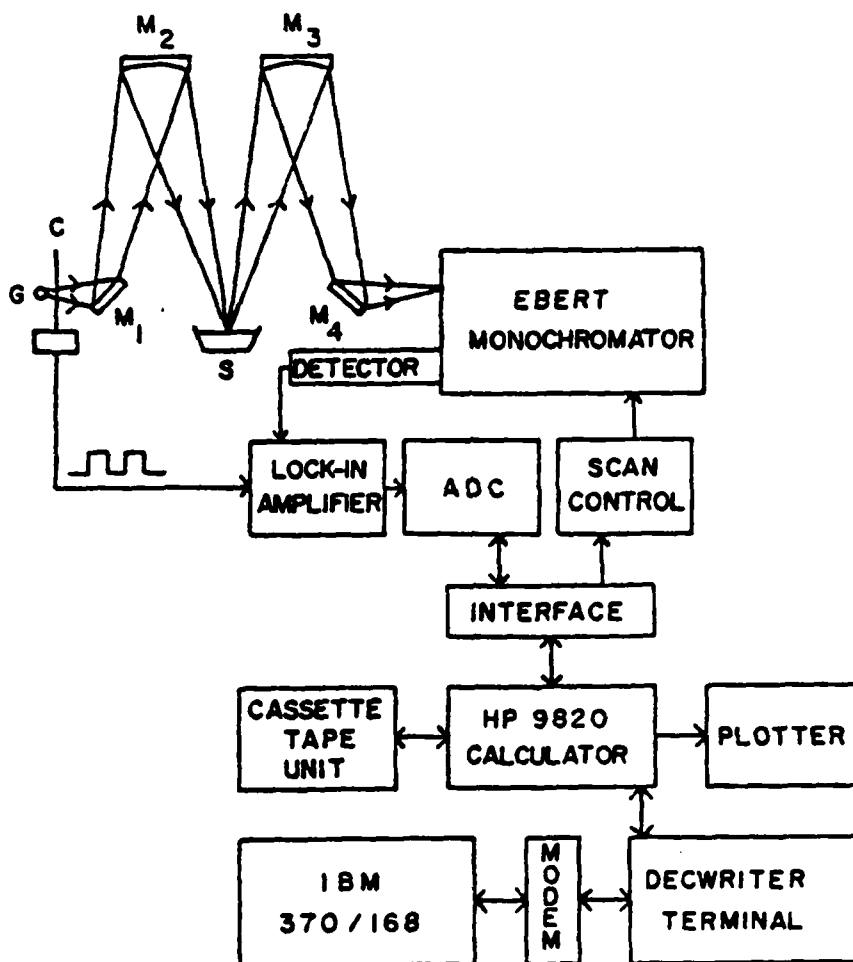 M2
M3
C
G
M1
S
M4
EBERT
MONOCHROMATOR
DETECTOR
LOCK-IN
AMPLIFIER
ADC
SCAN
CONTROL
INTERFACE
CASSETTE
TAPE
UNIT
HP 9820
CALCULATOR
PLOTTER
IBM
370/168
MODEM
DECWRITER
TERMINAL